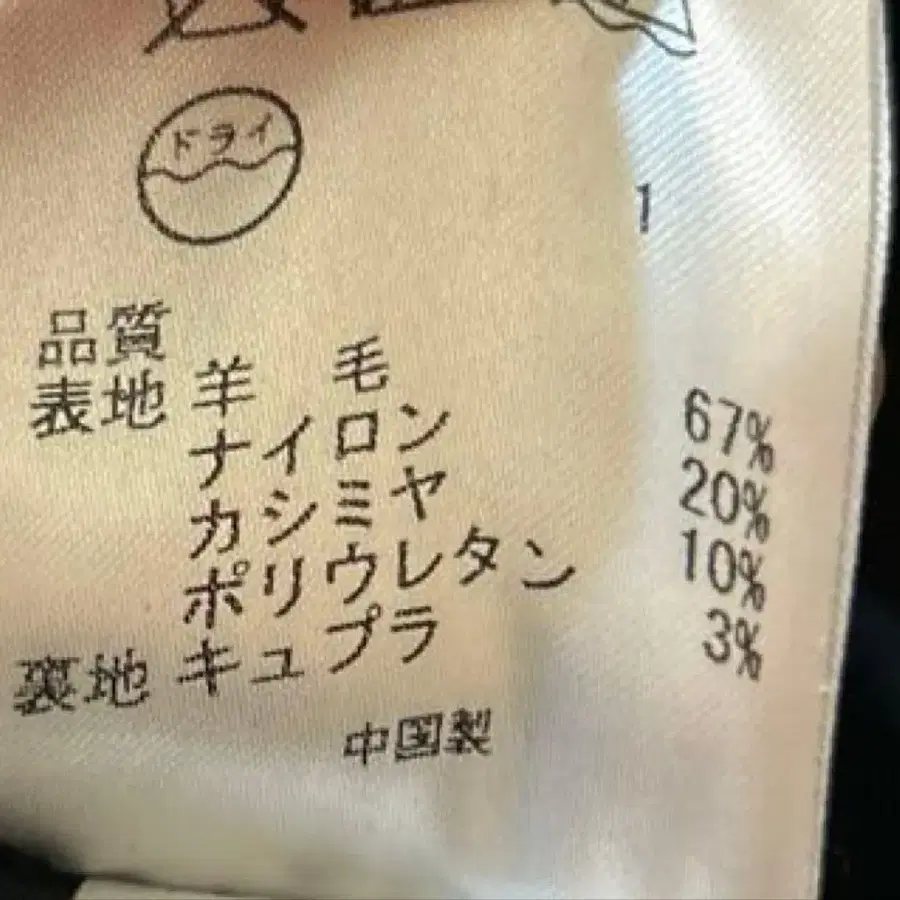 ドライ
1
品質
表地 羊毛 67%
ナイロン 20%
カシミヤ 10%
ポリウレタン 3%
裏地 キュプラ
中国製